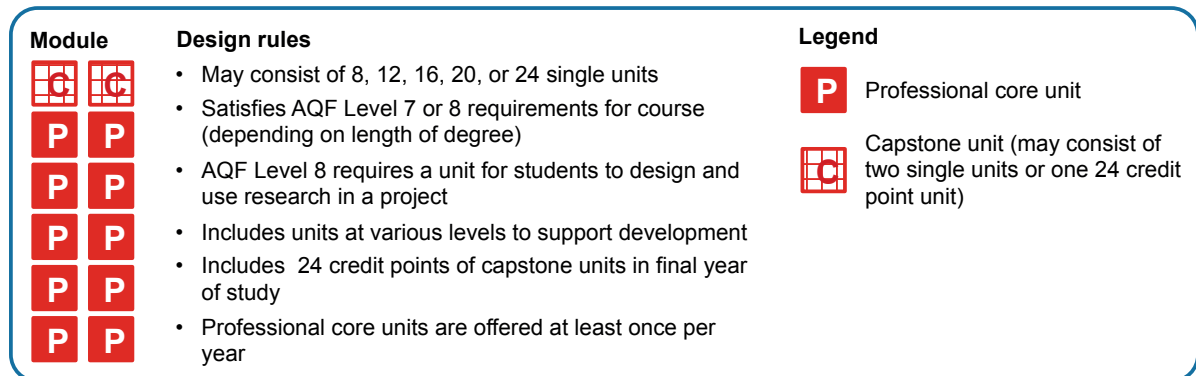 Module
C C
P P
P P
P P
P P
P P
Design rules
• May consist of 8, 12, 16, 20, or 24 single units
• Satisfies AQF Level 7 or 8 requirements for course
(depending on length of degree)
• AQF Level 8 requires a unit for students to design and
use research in a project
• Includes units at various levels to support development
• Includes  24 credit points of capstone units in final year
of study
• Professional core units are offered at least once per
year
Legend
P Professional core unit
C Capstone unit (may consist of
two single units or one 24 credit
point unit)